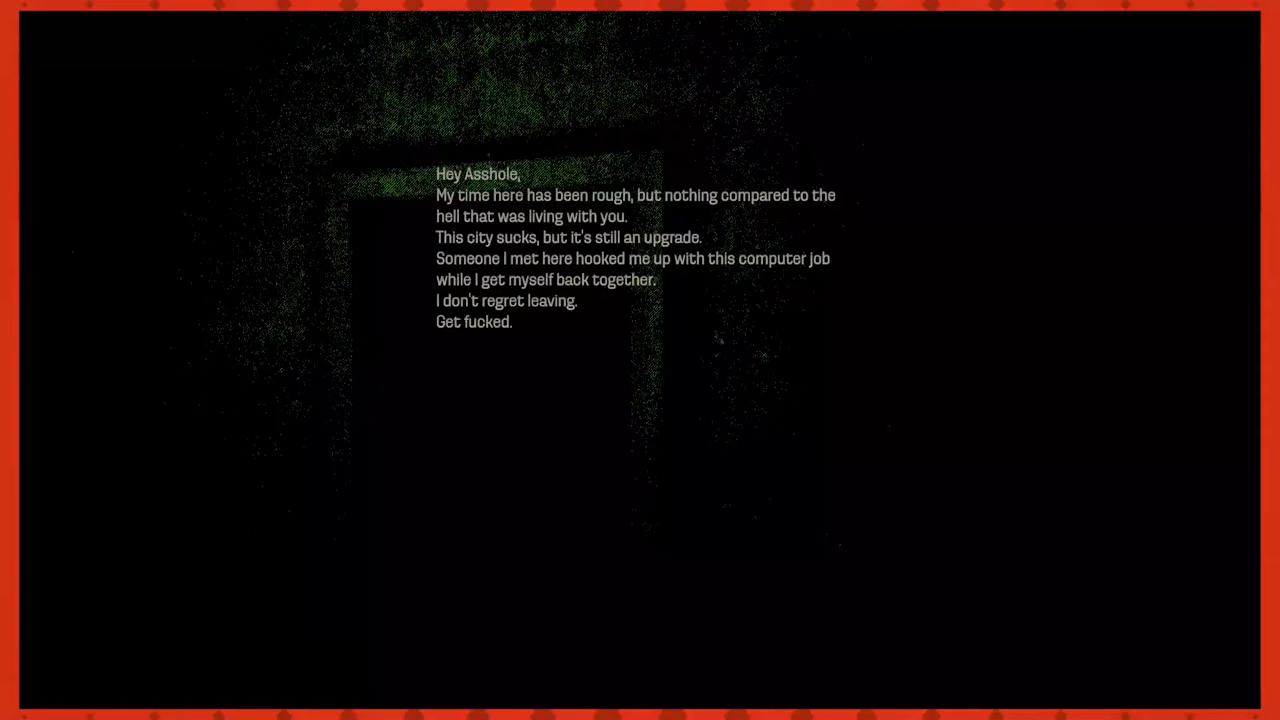 Hey Asshole,
My time here has been rough, but nothing compared to the
hell that was living with you.
This city sucks, but it's still an upgrade.
Someone I met here hooked me up with this computer job
while I get myself back together.
I don't regret leaving.
Get fucked.